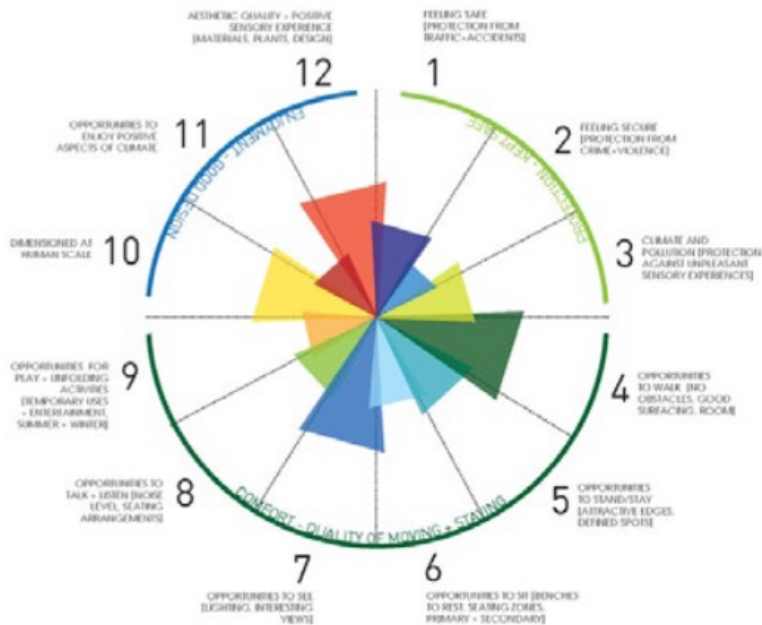 AESTHETIC QUALITY + POSITIVE
SENSORY EXPERIENCE
[MATERIALS, PLANTS, DESIGN]
12
FEELING SAFE
[PROTECTION FROM
TRAFFIC+ACCIDENTS]
1
2
FEELING SECURE
[PROTECTION FROM
CRIME+VIOLENCE]
3
CLIMATE AND
POLLUTION [PROTECTION
AGAINST UNPLEASANT
SENSORY EXPERIENCES]
4
OPPORTUNITIES
TO WALK [NO
OBSTACLES, GOOD
SURFACING, ROOM]
5
OPPORTUNITIES
TO STAND/STAY
[ATTRACTIVE EDGES,
DEFINED SPOTS]
6
OPPORTUNITIES TO SIT [BENCHES
TO REST, SEATING ZONES,
PRIMARY + SECONDARY]
7
OPPORTUNITIES TO SEE
[LIGHTING, INTERESTING
VIEWS]
8
OPPORTUNITIES TO
TALK + LISTEN [NOISE
LEVEL, SEATING
ARRANGEMENTS]
9
OPPORTUNITIES FOR
PLAY + UNFOLDING
ACTIVITIES
[TEMPORARY USES
+ ENTERTAINMENT,
SUMMER + WINTER]
10
DIMENSIONED AT
HUMAN SCALE
11
OPPORTUNITIES TO
ENJOY POSITIVE
ASPECTS OF CLIMATE
ENJOYMENT - GOOD DESIGN
PROTECTION + KEPT SAFE
COMFORT - QUALITY OF MOVING + STAYING